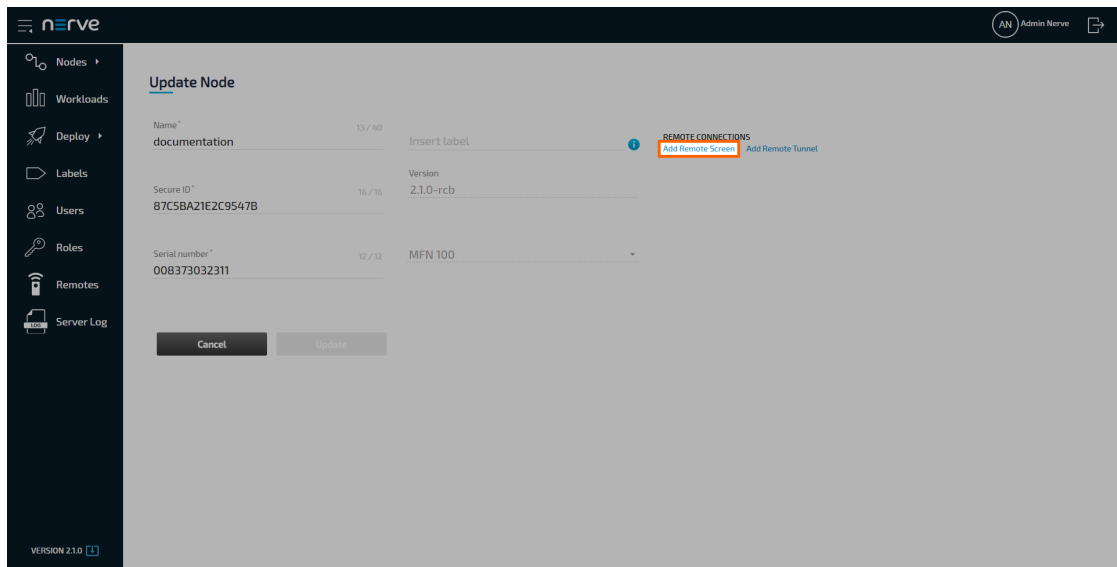 nerve
AN Admin Nerve
Nodes
Workloads
Deploy
Labels
Users
Roles
Remotes
LOG Server Log
VERSION 2.1.0
Update Node
Name* 13 / 40
documentation
Insert label
REMOTE CONNECTIONS
Add Remote Screen Add Remote Tunnel
Secure ID* 16 / 16
87C5BA21E2C9547B
Version
2.1.0-rcb
Serial number* 12 / 12
008373032311
MFN 100
Cancel Update